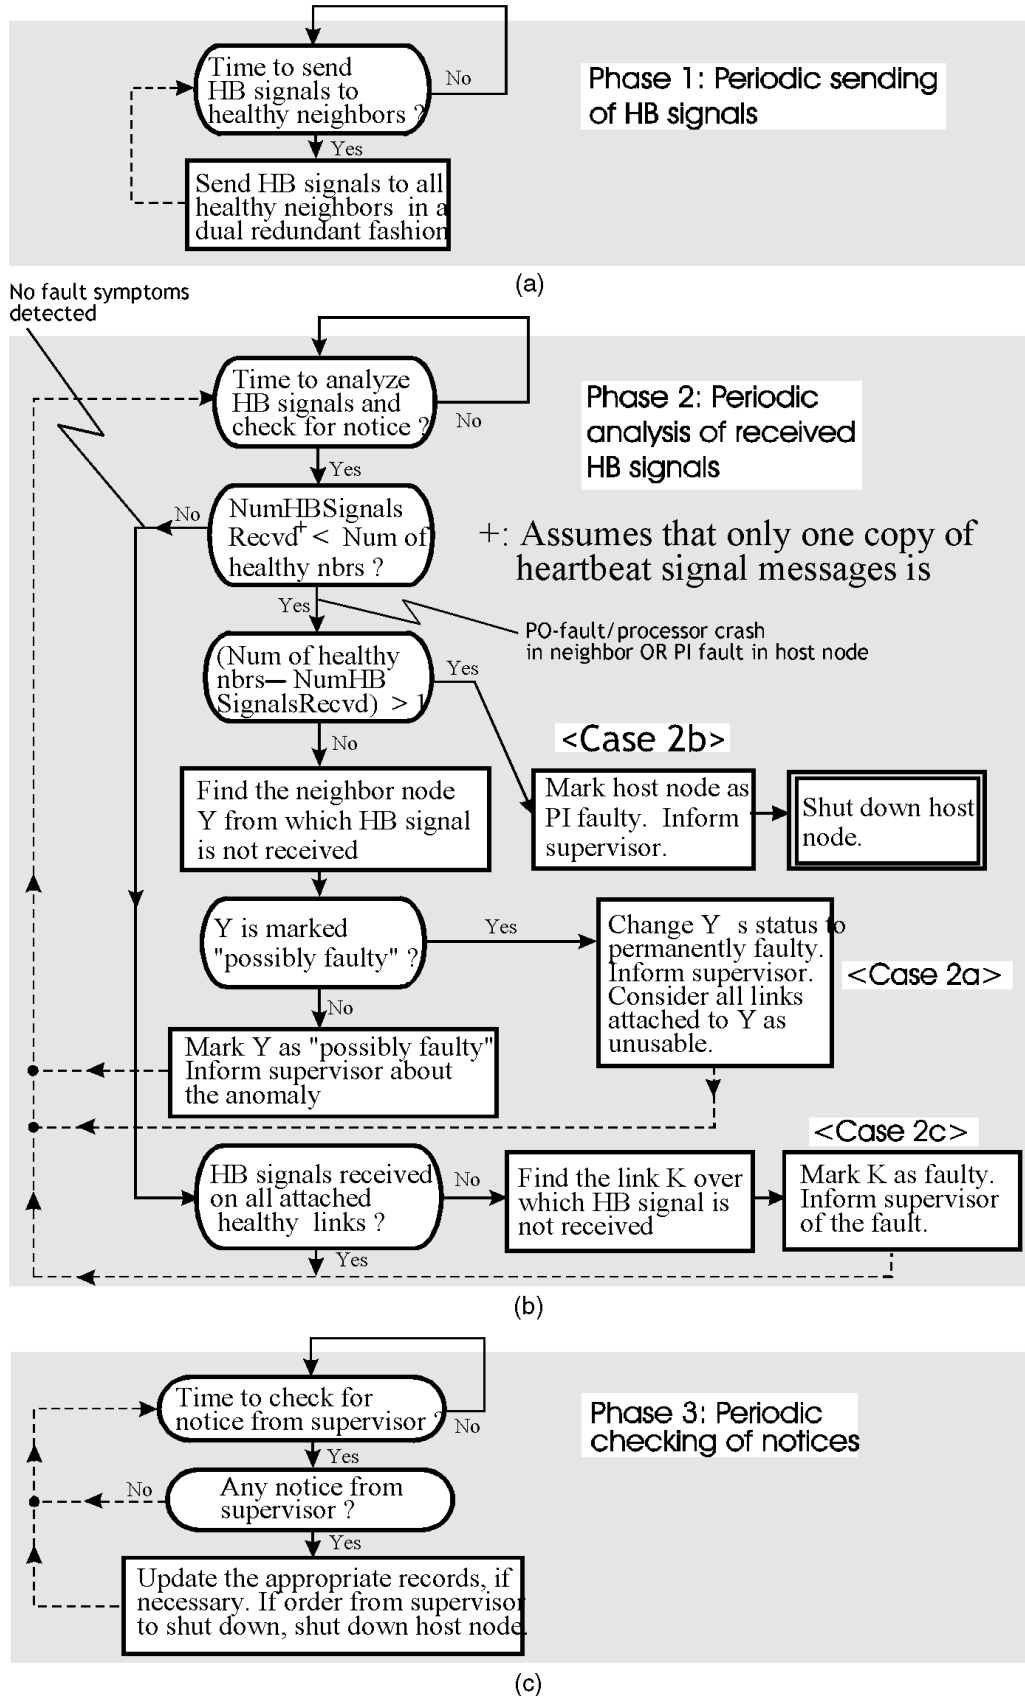 Time to send
HB signals to
healthy neighbors ?
No
Yes
Send HB signals to all
healthy neighbors in a
dual redundant fashion
Phase 1: Periodic sending
of HB signals
(a)
No fault symptoms
detected
Time to analyze
HB signals and
check for notice ?
No
Yes
Phase 2: Periodic
analysis of received
HB signals
NumHBSignals
Recvd+ < Num of
healthy nbrs ?
No
Yes
+: Assumes that only one copy of
heartbeat signal messages is
PO-fault/processor crash
in neighbor OR PI fault in host node
(Num of healthy
nbrs— NumHB
SignalsRecvd) > 1
Yes
No
<Case 2b>
Mark host node as
PI faulty. Inform
supervisor.
Shut down host
node.
Find the neighbor node
Y from which HB signal
is not received
Y is marked
"possibly faulty" ?
Yes
No
Change Y s status to
permanently faulty.
Inform supervisor.
Consider all links
attached to Y as
unusable.
<Case 2a>
Mark Y as "possibly faulty"
Inform supervisor about
the anomaly
<Case 2c>
HB signals received
on all attached
healthy links ?
No
Yes
Find the link K over
which HB signal is
not received
Mark K as faulty.
Inform supervisor
of the fault.
(b)
Time to check for
notice from supervisor ?
No
Yes
Phase 3: Periodic
checking of notices
Any notice from
supervisor ?
No
Yes
Update the appropriate records, if
necessary. If order from supervisor
to shut down, shut down host node.
(c)